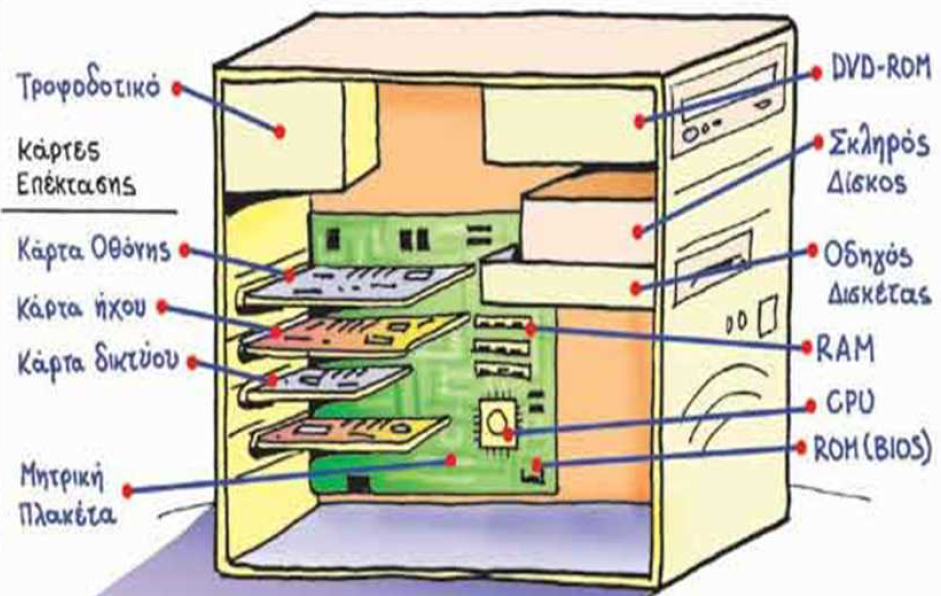 Τροφοδοτικό
Κάρτες
Επέκτασης
Κάρτα Οθόνης
Κάρτα ήχου
Κάρτα δικτύου
Μητρική
Πλακέτα
DVD-ROM
Σκληρός
Δίσκος
Οδηγός
Δισκέτας
RAM
CPU
ROM (BIOS)